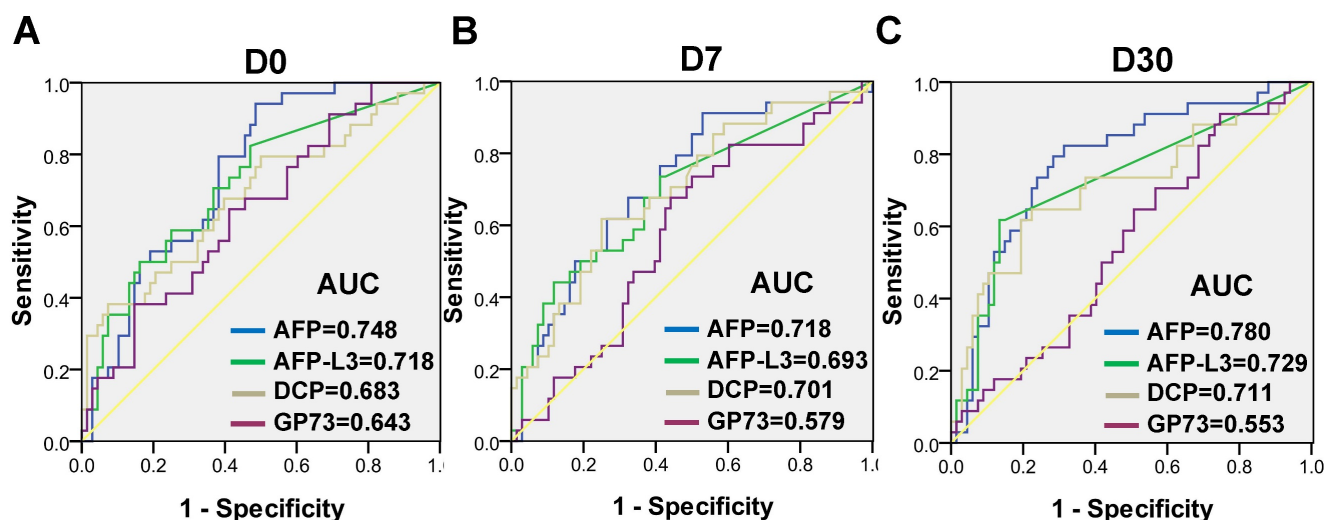 A
D0
Sensitivity
1.0
0.8
0.6
0.4
0.2
0.0
AUC
AFP=0.748
AFP-L3=0.718
DCP=0.683
GP73=0.643
0.0 0.2 0.4 0.6 0.8 1.
1 - Specificity
B
D7
Sensitivity
1.0
0.8
0.6
0.4
0.2
0.0
AUC
AFP=0.718
AFP-L3=0.693
DCP=0.701
GP73=0.579
0.0 0.2 0.4 0.6 0.8 1.0
1 - Specificity
C
D30
1.0
0.8
0.6
0.4
0.2
0.0
AUC
AFP=0.780
AFP-L3=0.729
DCP=0.711
GP73=0.553
0.0 0.2 0.4 0.6 0.8 1.0
1 - Specificity